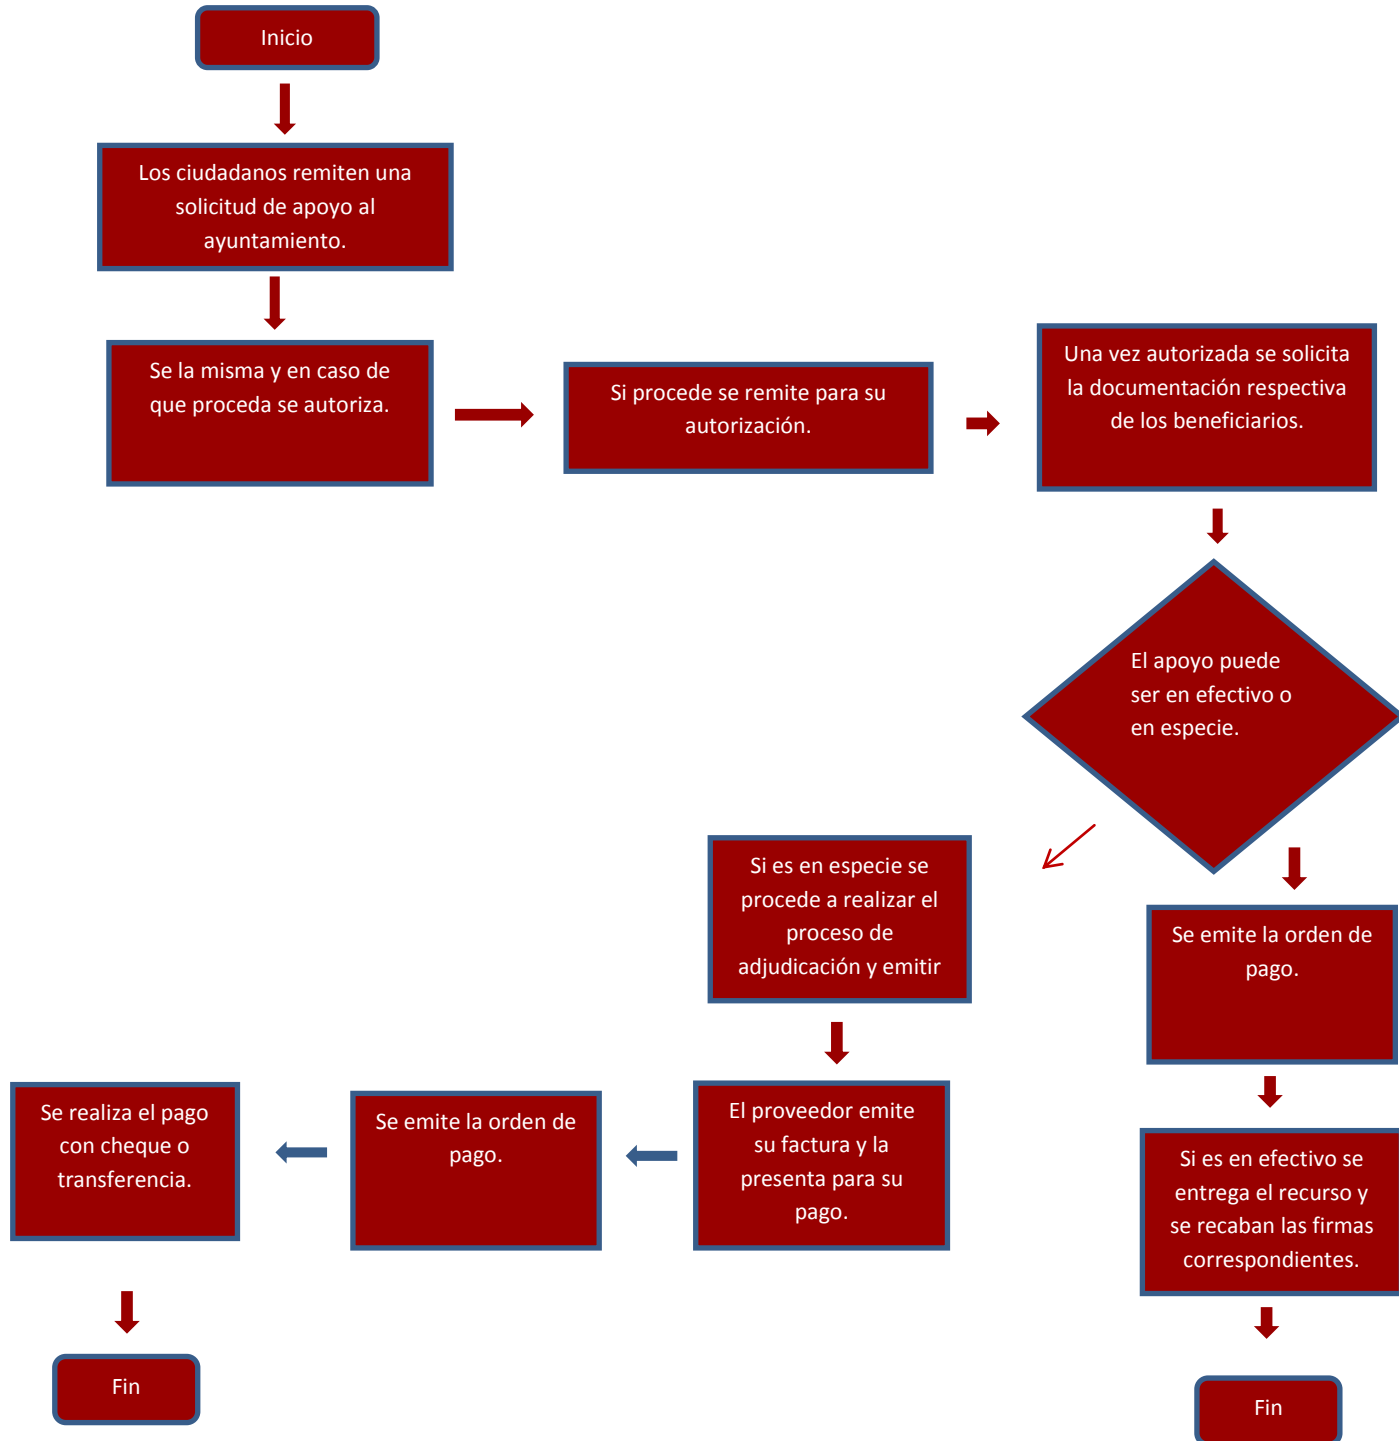 Inicio
Los ciudadanos remiten una
solicitud de apoyo al
ayuntamiento.
Se la misma y en caso de
que proceda se autoriza.
Si procede se remite para su
autorización.
Una vez autorizada se solicita
la documentación respectiva
de los beneficiarios.
El apoyo puede
ser en efectivo o
en especie.
Si es en especie se
procede a realizar el
proceso de
adjudicación y emitir
Se emite la orden de
pago.
El proveedor emite
su factura y la
presenta para su
pago.
Se emite la orden de
pago.
Se realiza el pago
con cheque o
transferencia.
Si es en efectivo se
entrega el recurso y
se recaban las firmas
correspondientes.
Fin
Fin